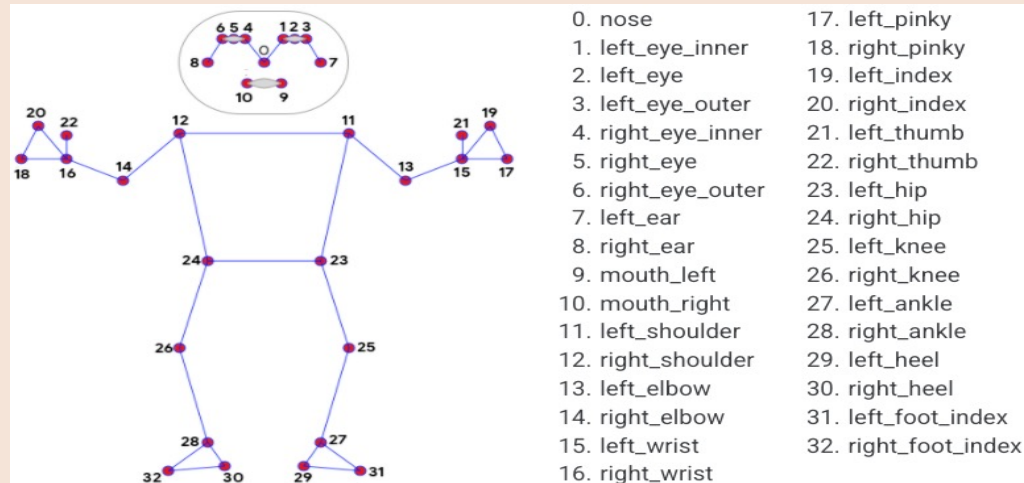 6 5 4 1 2 3
0
8 7
10 9
20 22 12 11 21 19
14 13
18 16 15 17
24 23
26 25
28 27
32 30 29 31
0. nose
1. left_eye_inner
2. left_eye
3. left_eye_outer
4. right_eye_inner
5. right_eye
6. right_eye_outer
7. left_ear
8. right_ear
9. mouth_left
10. mouth_right
11. left_shoulder
12. right_shoulder
13. left_elbow
14. right_elbow
15. left_wrist
16. right_wrist
17. left_pinky
18. right_pinky
19. left_index
20. right_index
21. left_thumb
22. right_thumb
23. left_hip
24. right_hip
25. left_knee
26. right_knee
27. left_ankle
28. right_ankle
29. left_heel
30. right_heel
31. left_foot_index
32. right_foot_index